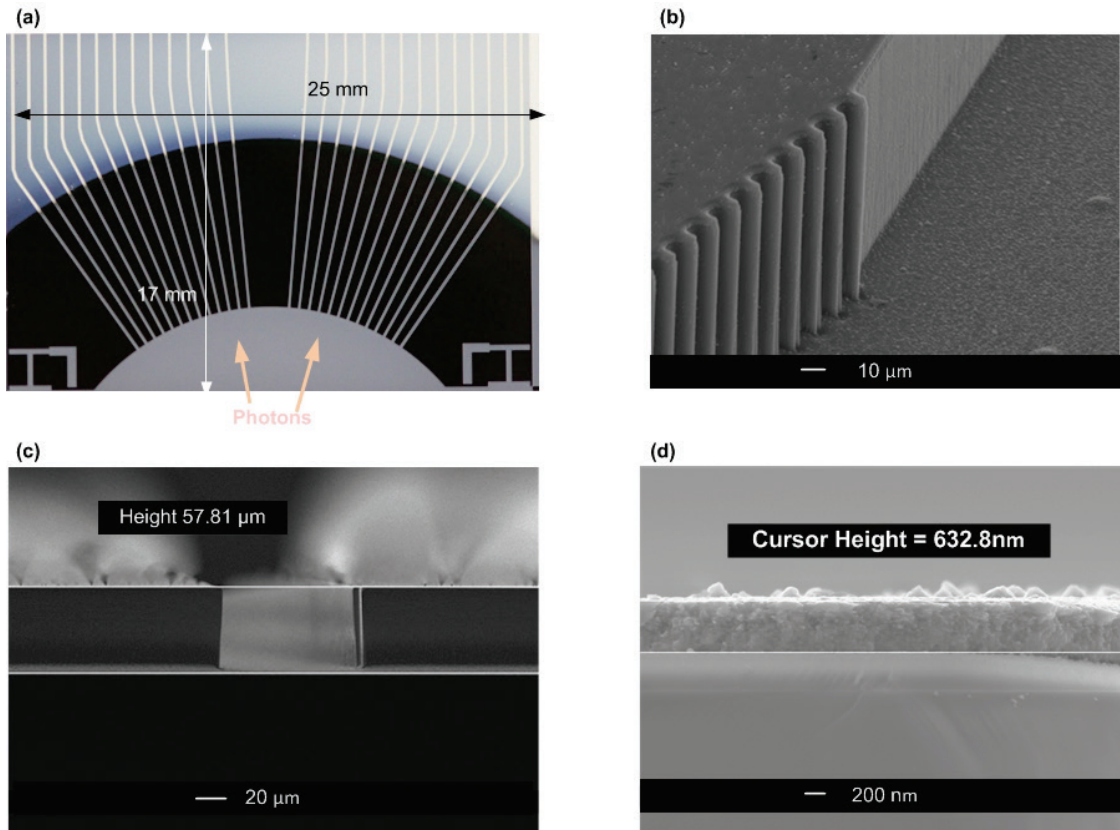 (a)
25 mm
17 mm
Photons
(b)
10 μm
(c)
Height 57.81 μm
20 μm
(d)
Cursor Height = 632.8nm
200 nm